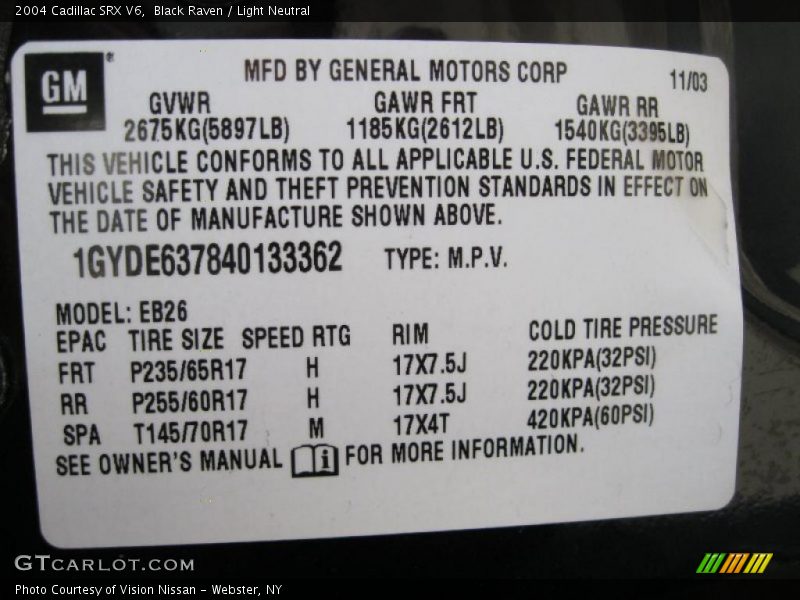 2004 Cadillac SRX V6, Black Raven / Light Neutral
GM
®
MFD BY GENERAL MOTORS CORP 11/03
GVWR GAWR FRT GAWR RR
2675KG(5897LB) 1185KG(2612LB) 1540KG(3395LB)
THIS VEHICLE CONFORMS TO ALL APPLICABLE U.S. FEDERAL MOTOR
VEHICLE SAFETY AND THEFT PREVENTION STANDARDS IN EFFECT ON
THE DATE OF MANUFACTURE SHOWN ABOVE.
1GYDE637840133362 TYPE: M.P.V.
MODEL: EB26
EPAC TIRE SIZE SPEED RTG RIM COLD TIRE PRESSURE
FRT P235/65R17 H 17X7.5J 220KPA(32PSI)
RR P255/60R17 H 17X7.5J 220KPA(32PSI)
SPA T145/70R17 M 17X4T 420KPA(60PSI)
SEE OWNER'S MANUAL i FOR MORE INFORMATION.
GTCARLOT.COM
Photo Courtesy of Vision Nissan - Webster, NY